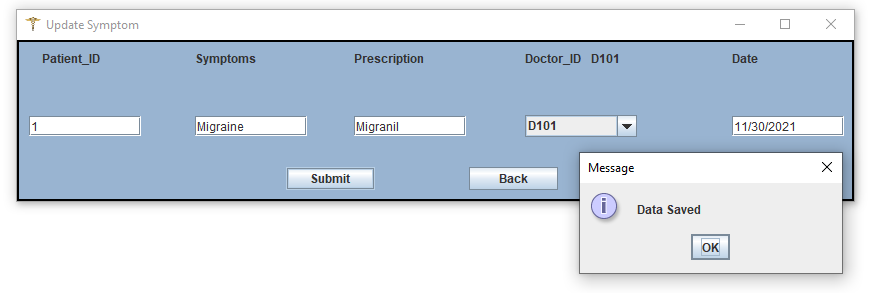 Update Symptom
Patient_ID Symptoms Prescription Doctor_ID D101 Date
1 Migraine Migranil D101 11/30/2021
Submit Back
Message
Data Saved
OK